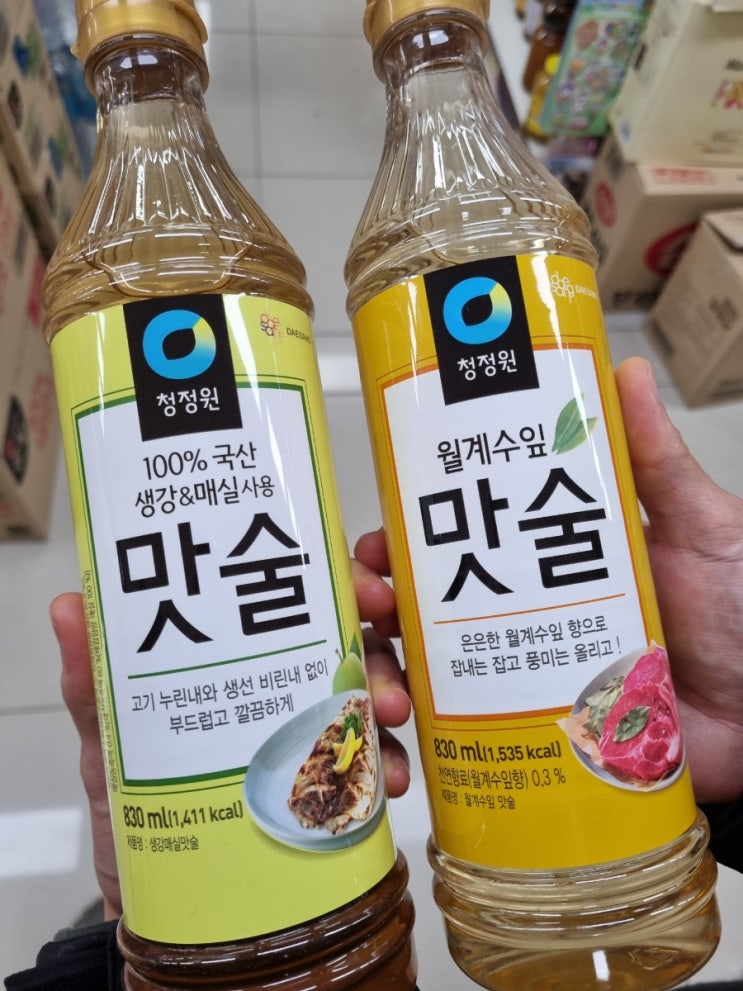 청정원
DAESANG
100% 국산
생강&매실사용
맛술
고기 누린내와 생선 비린내 없이
부드럽고 깔끔하게
830 ml(1,411 kcal)
제품명 : 생강매실맛술
청정원
DAESANG
월계수잎
맛술
은은한 월계수잎 향으로
잡내는 잡고 풍미는 올리고!
830 ml(1,535 kcal)
천연향료(월계수잎향) 0.3 %
제품명 : 월계수잎 맛술